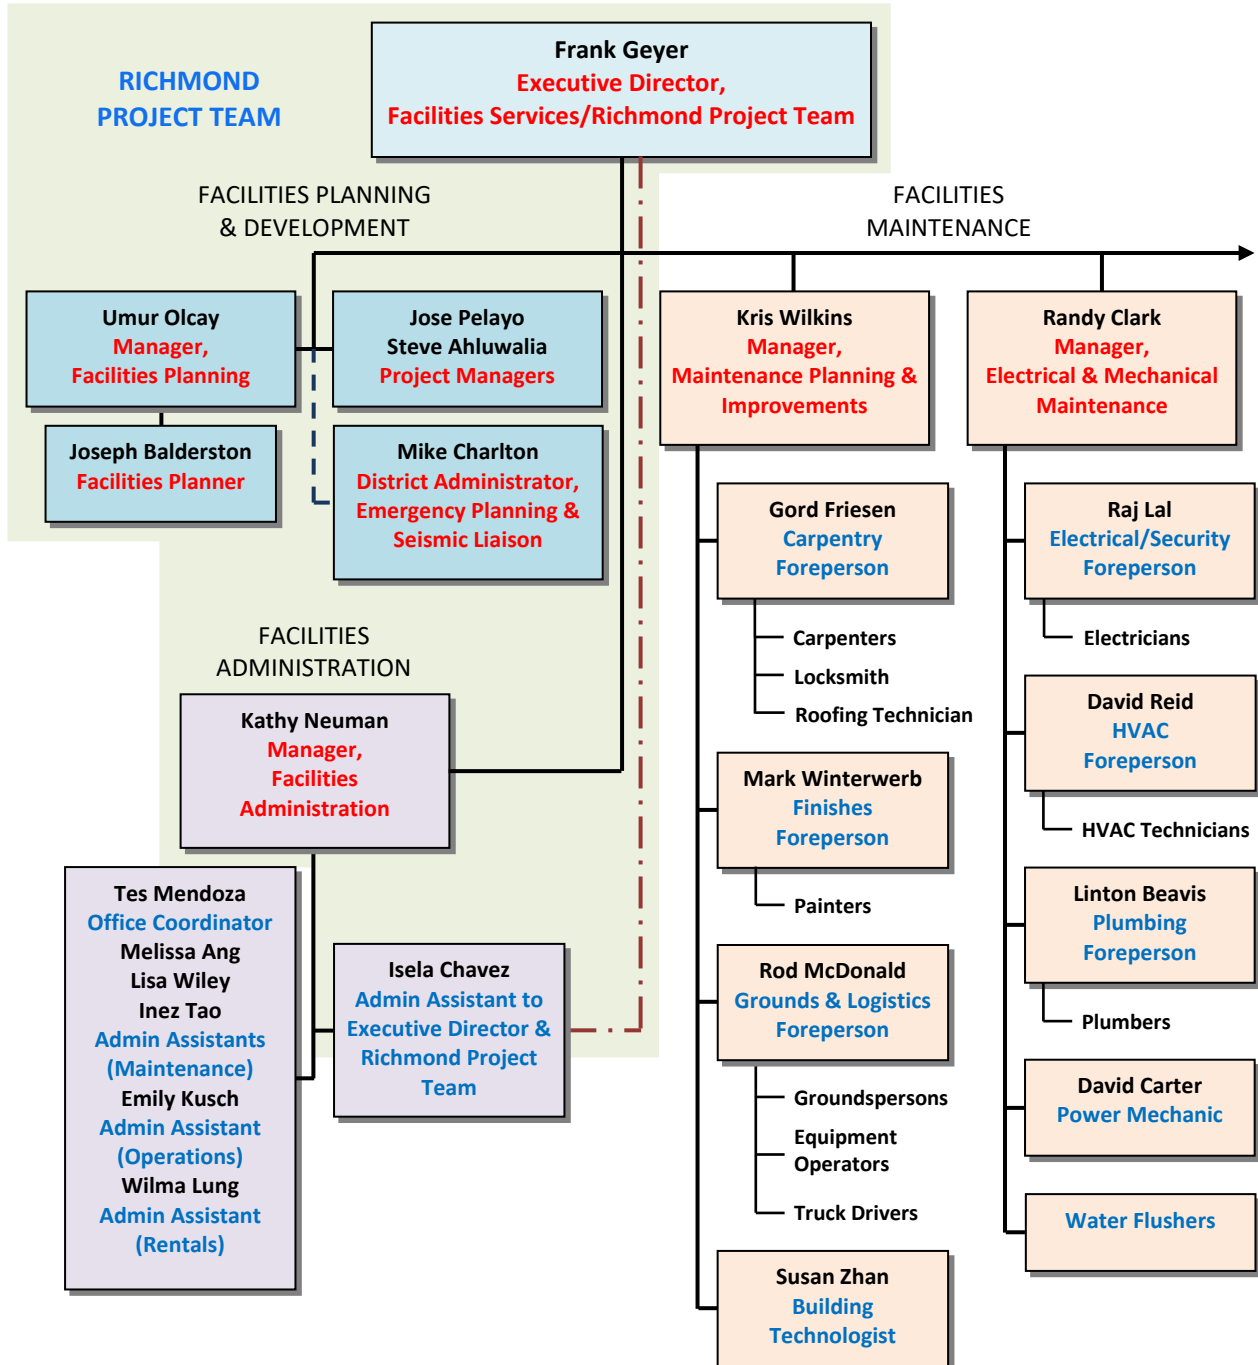 RICHMOND
PROJECT TEAM
Frank Geyer
Executive Director,
Facilities Services/Richmond Project Team
FACILITIES PLANNING
& DEVELOPMENT
FACILITIES
MAINTENANCE
Umur Olcay
Manager,
Facilities Planning
Jose Pelayo
Steve Ahluwalia
Project Managers
Joseph Balderston
Facilities Planner
Mike Charlton
District Administrator,
Emergency Planning &
Seismic Liaison
Kris Wilkins
Manager,
Maintenance Planning &
Improvements
Randy Clark
Manager,
Electrical & Mechanical
Maintenance
FACILITIES
ADMINISTRATION
Kathy Neuman
Manager,
Facilities
Administration
Tes Mendoza
Office Coordinator
Melissa Ang
Lisa Wiley
Inez Tao
Admin Assistants
(Maintenance)
Emily Kusch
Admin Assistant
(Operations)
Wilma Lung
Admin Assistant
(Rentals)
Isela Chavez
Admin Assistant to
Executive Director &
Richmond Project
Team
Gord Friesen
Carpentry
Foreperson
Carpenters
Locksmith
Roofing Technician
Mark Winterwerb
Finishes
Foreperson
Painters
Rod McDonald
Grounds & Logistics
Foreperson
Groundspersons
Equipment
Operators
Truck Drivers
Susan Zhan
Building
Technologist
Raj Lal
Electrical/Security
Foreperson
Electricians
David Reid
HVAC
Foreperson
HVAC Technicians
Linton Beavis
Plumbing
Foreperson
Plumbers
David Carter
Power Mechanic
Water Flushers